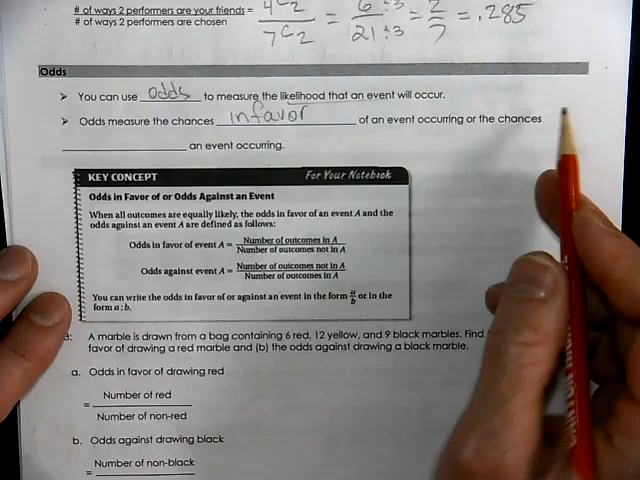 # of ways 2 performers are your friends = 4C2 / 7C2 = 6 ÷3 / 21 ÷3 = 2 / 7 = .285
# of ways 2 performers are chosen
Odds
➤ You can use odds to measure the likelihood that an event will occur.
➤ Odds measure the chances in favor of an event occurring or the chances
____________________ an event occurring.
KEY CONCEPT For Your Notebook
Odds in Favor of or Odds Against an Event
When all outcomes are equally likely, the odds in favor of an event A and the
odds against an event A are defined as follows:
Odds in favor of event A = Number of outcomes in A / Number of outcomes not in A
Odds against event A = Number of outcomes not in A / Number of outcomes in A
You can write the odds in favor of or against an event in the form a/b or in the
form a : b.
3: A marble is drawn from a bag containing 6 red, 12 yellow, and 9 black marbles. Find
favor of drawing a red marble and (b) the odds against drawing a black marble.
a. Odds in favor of drawing red
= Number of red / Number of non-red
b. Odds against drawing black
= Number of non-black